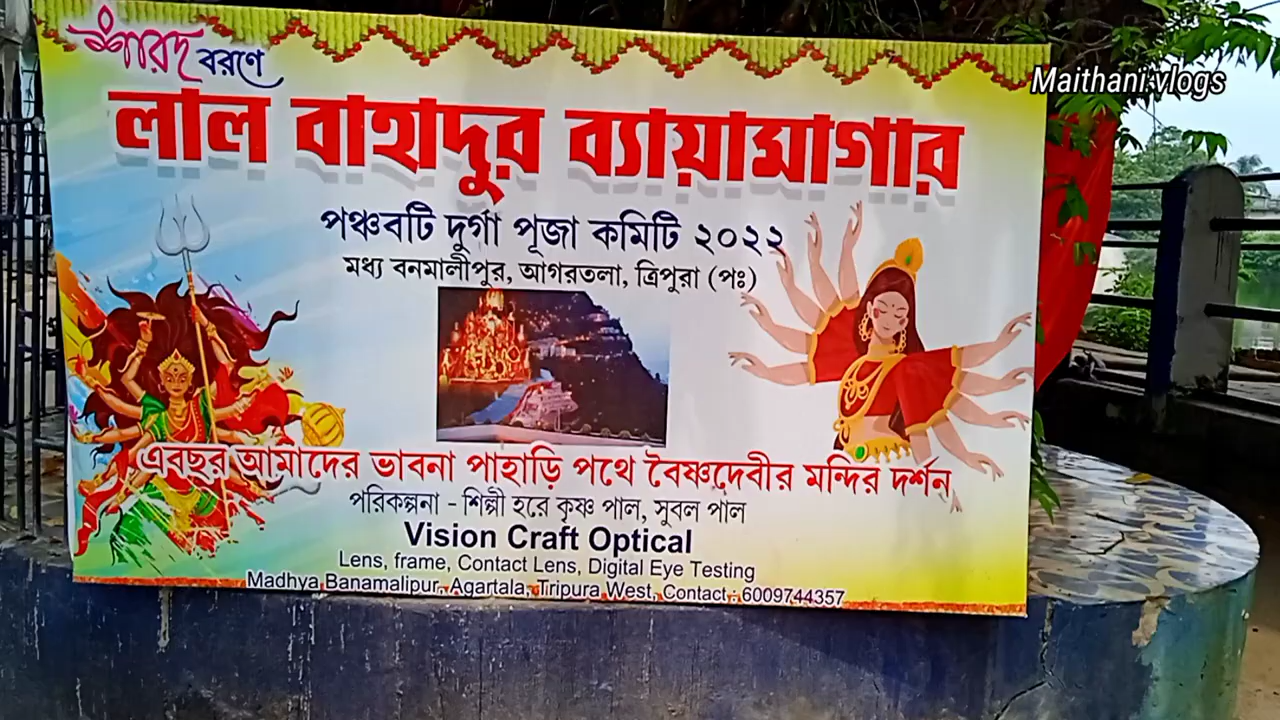 শারদ বরণে
Maithani.vlogs
লাল বাহাদুর ব্যায়ামাগার
পঞ্চবটি দুর্গা পূজা কমিটি ২০২২
মধ্য বনমালীপুর, আগরতলা, ত্রিপুরা (পঃ)
এবছর আমাদের ভাবনা পাহাড়ি পথে বৈষ্ণদেবীর মন্দির দর্শন
পরিকল্পনা - শিল্পী হরে কৃষ্ণ পাল, সুবল পাল
Vision Craft Optical
Lens, frame, Contact Lens, Digital Eye Testing
Madhya Banamalipur, Agartala, Tripura West, Contact : 6009744357